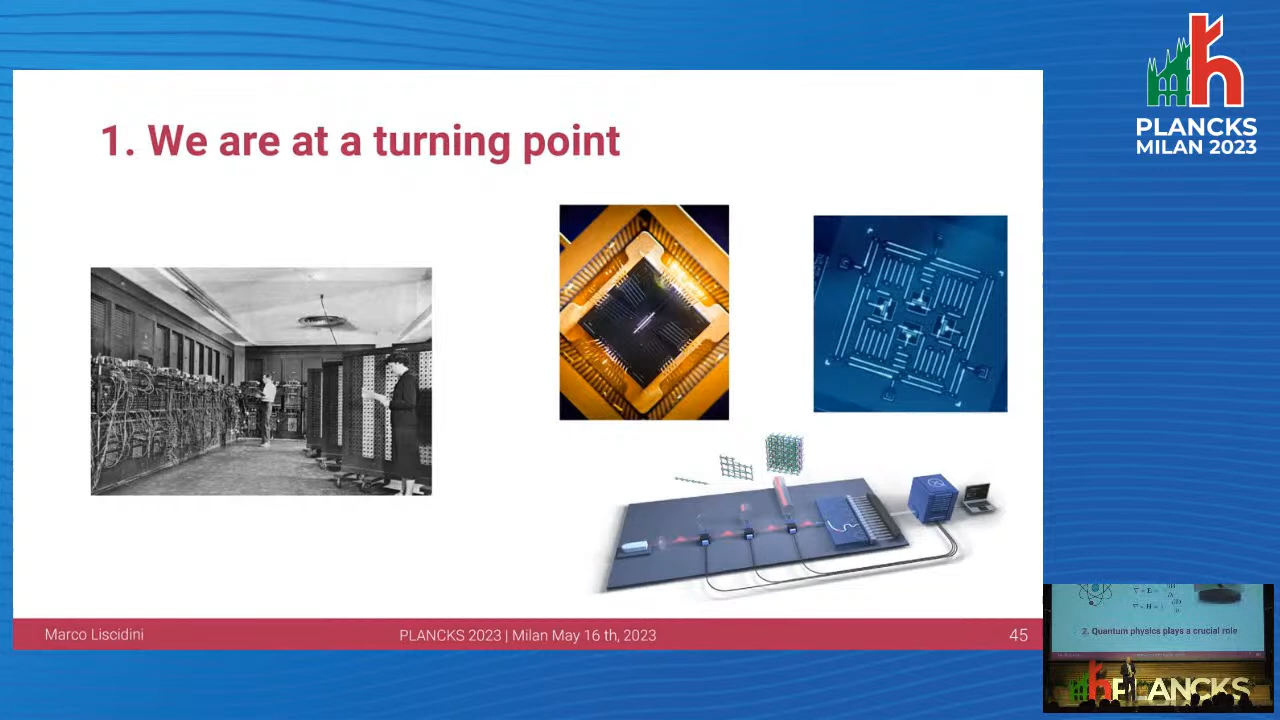 PLANCKS
MILAN 2023
1. We are at a turning point
Marco Liscidini
PLANCKS 2023 | Milan May 16 th, 2023
45
2. Quantum physics plays a crucial role
PLANCKS